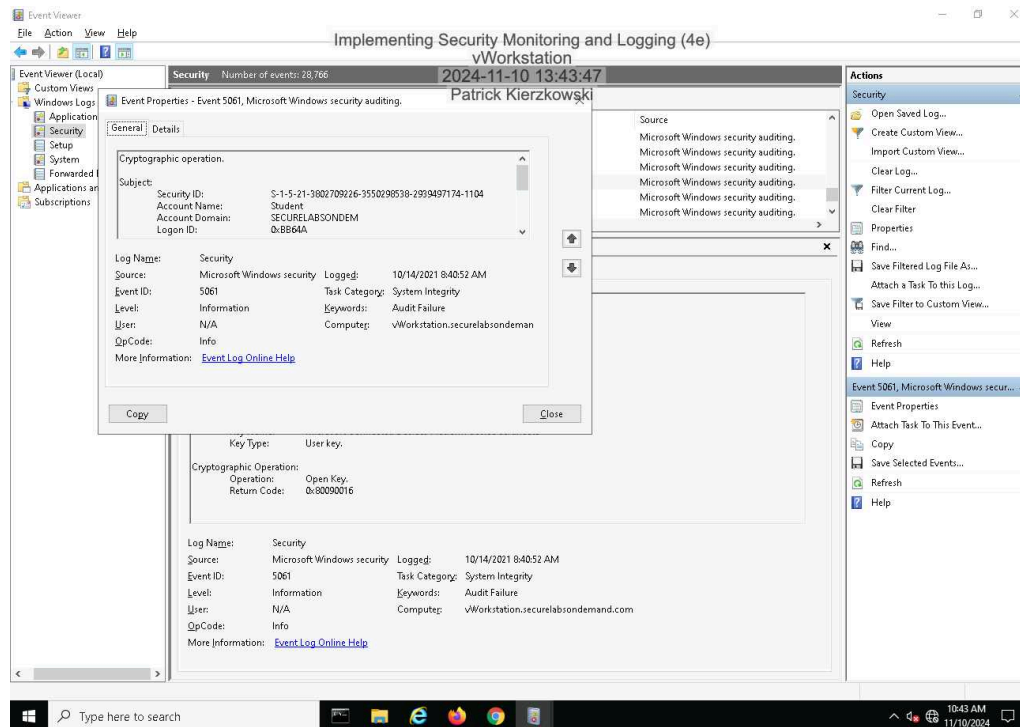 Event Viewer
File Action View Help
Implementing Security Monitoring and Logging (4e)
vWorkstation
2024-11-10 13:43:47
Patrick Kierzkowski
Event Viewer (Local)
Custom Views
Windows Logs
Application
Security
Setup
System
Forwarded
Applications an
Subscriptions
Security Number of events: 28,766
Event Properties - Event 5061, Microsoft Windows security auditing.
General Details
Cryptographic operation.
Subject:
Security ID: S-1-5-21-3802709226-3550298538-2939497174-1104
Account Name: Student
Account Domain: SECURELABSONDEM
Logon ID: 0xBB64A
Log Name: Security
Source: Microsoft Windows security Logged: 10/14/2021 8:40:52 AM
Event ID: 5061 Task Category: System Integrity
Level: Information Keywords: Audit Failure
User: N/A Computer: vWorkstation.securelabsondeman
OpCode: Info
More Information: Event Log Online Help
Copy Close
Source
Microsoft Windows security auditing.
Microsoft Windows security auditing.
Microsoft Windows security auditing.
Microsoft Windows security auditing.
Microsoft Windows security auditing.
Microsoft Windows security auditing.
Key Type: User key.
Cryptographic Operation:
Operation: Open Key.
Return Code: 0x80090016
Log Name: Security
Source: Microsoft Windows security Logged: 10/14/2021 8:40:52 AM
Event ID: 5061 Task Category: System Integrity
Level: Information Keywords: Audit Failure
User: N/A Computer: vWorkstation.securelabsondemand.com
OpCode: Info
More Information: Event Log Online Help
Actions
Security
Open Saved Log...
Create Custom View...
Import Custom View...
Clear Log...
Filter Current Log...
Clear Filter
Properties
Find...
Save Filtered Log File As...
Attach a Task To this Log...
Save Filter to Custom View...
View
Refresh
Help
Event 5061, Microsoft Windows secur...
Event Properties
Attach Task To This Event...
Copy
Save Selected Events...
Refresh
Help
Type here to search
10:43 AM
11/10/2024